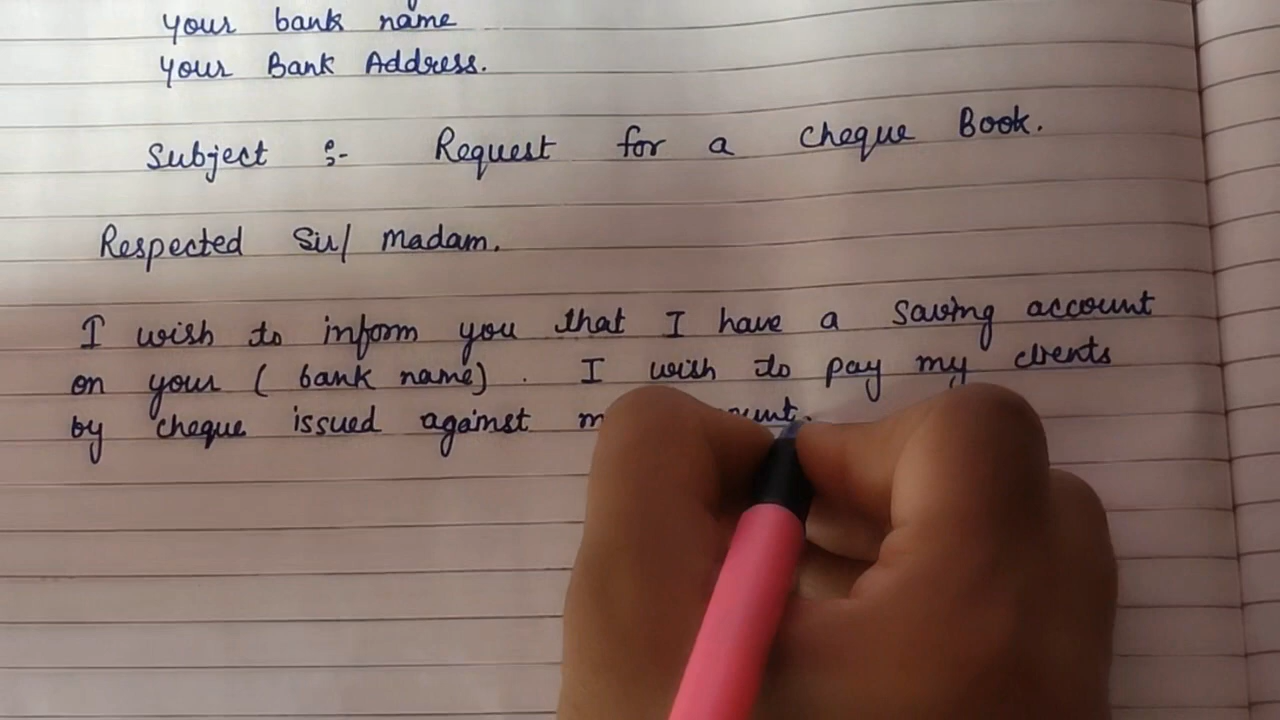 your bank name
your Bank Address.
Subject :- Request for a cheque Book.
Respected Sir/ Madam.
I wish to inform you that I have a saving account
on your ( bank name) . I wish to pay my clients
by cheque issued against